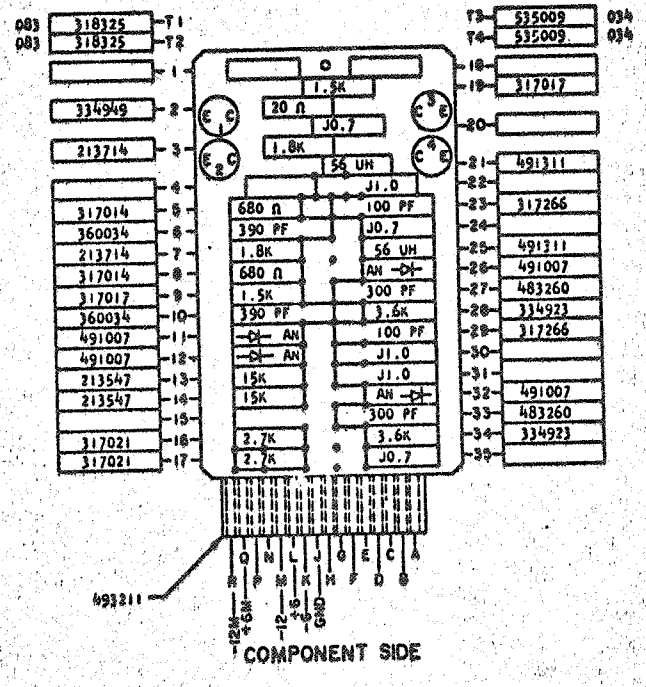 083 318325 T1
083 318325 T2
T3 535009 034
T4 535009 034
1
334949 2
213714 3
4
317014 5
360034 6
213714 7
317014 8
317017 9
360034 10
491007 11
491007 12
213547 13
213547 14
15
317021 16
317021 17
1.5K
20 Ω
J0.7
1.8K
56 UH
J1.0
E C 1
E C 2
C E 3
C E 4
680 Ω 100 PF
390 PF J0.7
1.8K 56 UH
680 Ω AN
1.5K 300 PF
390 PF 3.6K
AN 100 PF
AN J1.0
15K J1.0
15K AN
300 PF
2.7K 3.6K
2.7K J0.7
18
19 317017
20
21 491311
22
23 317266
24
25 491311
26 491007
27 483260
28 334923
29 317266
30
31
32 491007
33 483260
34 334923
35
Q N L J G E C A
R P M K H F D B
493211
-12M
+6M
-12
+6
-6
GND
COMPONENT SIDE